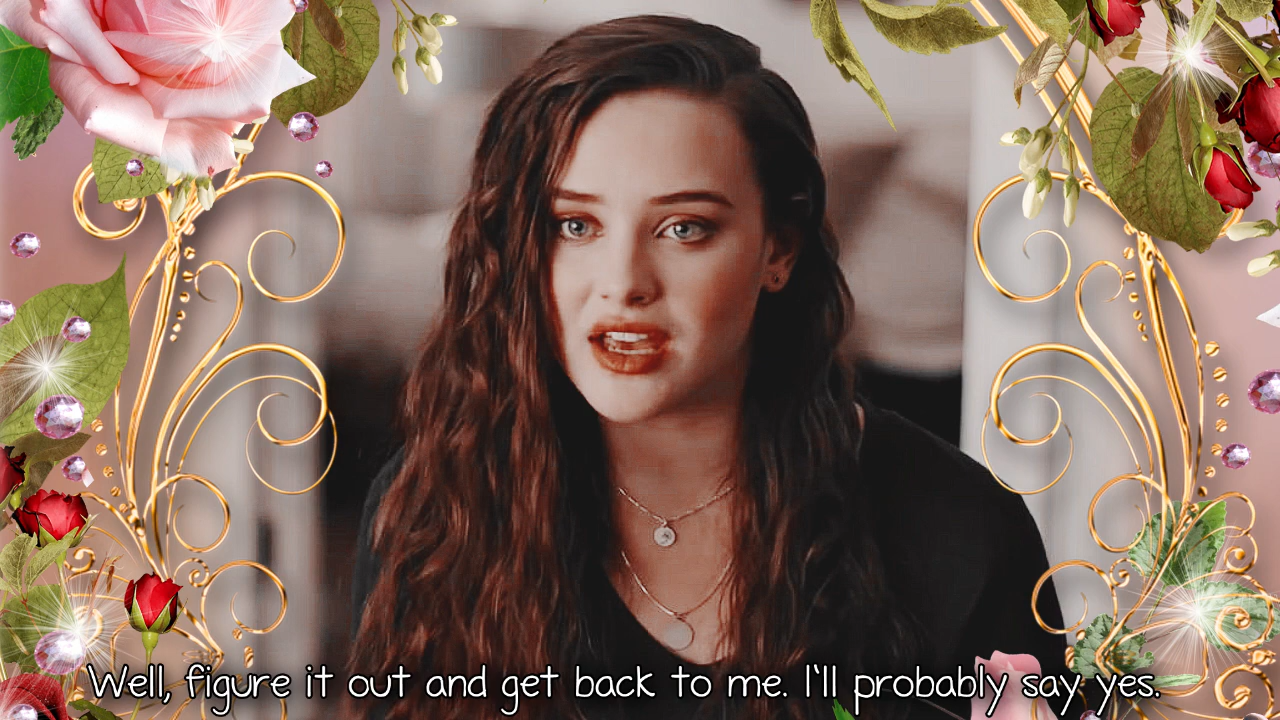 Well, figure it out and get back to me. I'll probably say yes.